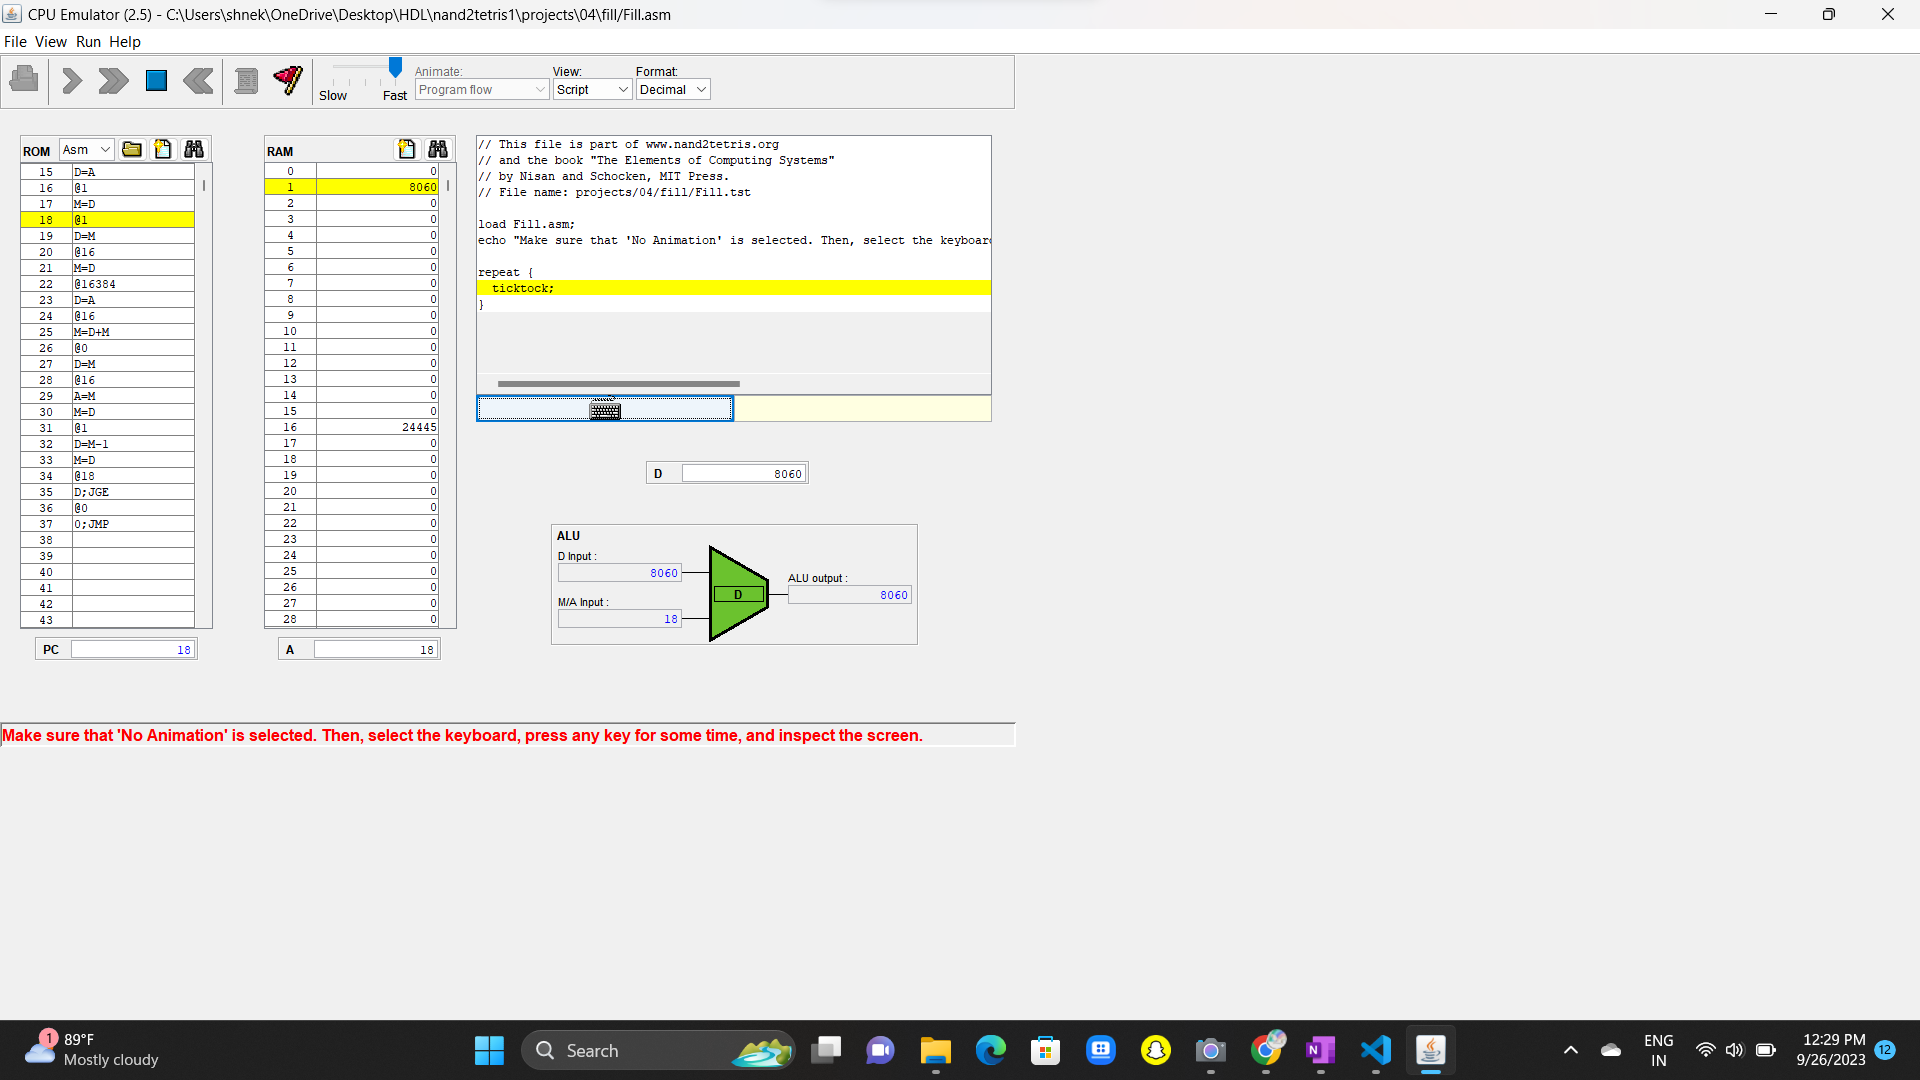 CPU Emulator (2.5) - C:\Users\shnek\OneDrive\Desktop\HDL\nand2tetris1\projects\04\fill/Fill.asm
File View Run Help
Slow Fast
Animate:
Program flow
View:
Script
Format:
Decimal
ROM Asm
15 D=A
16 @1
17 M=D
18 @1
19 D=M
20 @16
21 M=D
22 @16384
23 D=A
24 @16
25 M=D+M
26 @0
27 D=M
28 @16
29 A=M
30 M=D
31 @1
32 D=M-1
33 M=D
34 @18
35 D;JGE
36 @0
37 0;JMP
38
39
40
41
42
43
PC 18
RAM
0 0
1 8060
2 0
3 0
4 0
5 0
6 0
7 0
8 0
9 0
10 0
11 0
12 0
13 0
14 0
15 0
16 24445
17 0
18 0
19 0
20 0
21 0
22 0
23 0
24 0
25 0
26 0
27 0
28 0
A 18
// This file is part of www.nand2tetris.org
// and the book "The Elements of Computing Systems"
// by Nisan and Schocken, MIT Press.
// File name: projects/04/fill/Fill.tst
load Fill.asm;
echo "Make sure that 'No Animation' is selected. Then, select the keyboard
repeat {
ticktock;
}
D 8060
ALU
D Input :
8060
M/A Input :
18
D
ALU output :
8060
Make sure that 'No Animation' is selected. Then, select the keyboard, press any key for some time, and inspect the screen.
1
89°F
Mostly cloudy
Search
N
ENG
IN
12:29 PM
9/26/2023
12